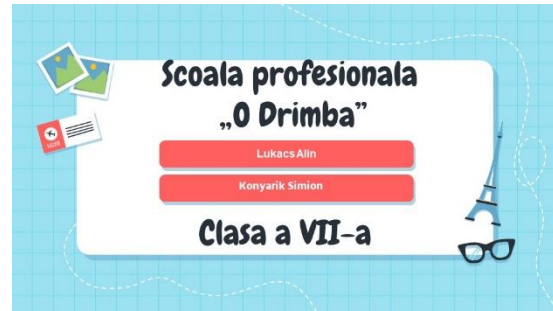 Scoala profesionala
„O Drimba”
Lukacs Alin
Konyarik Simion
Clasa a VII-a